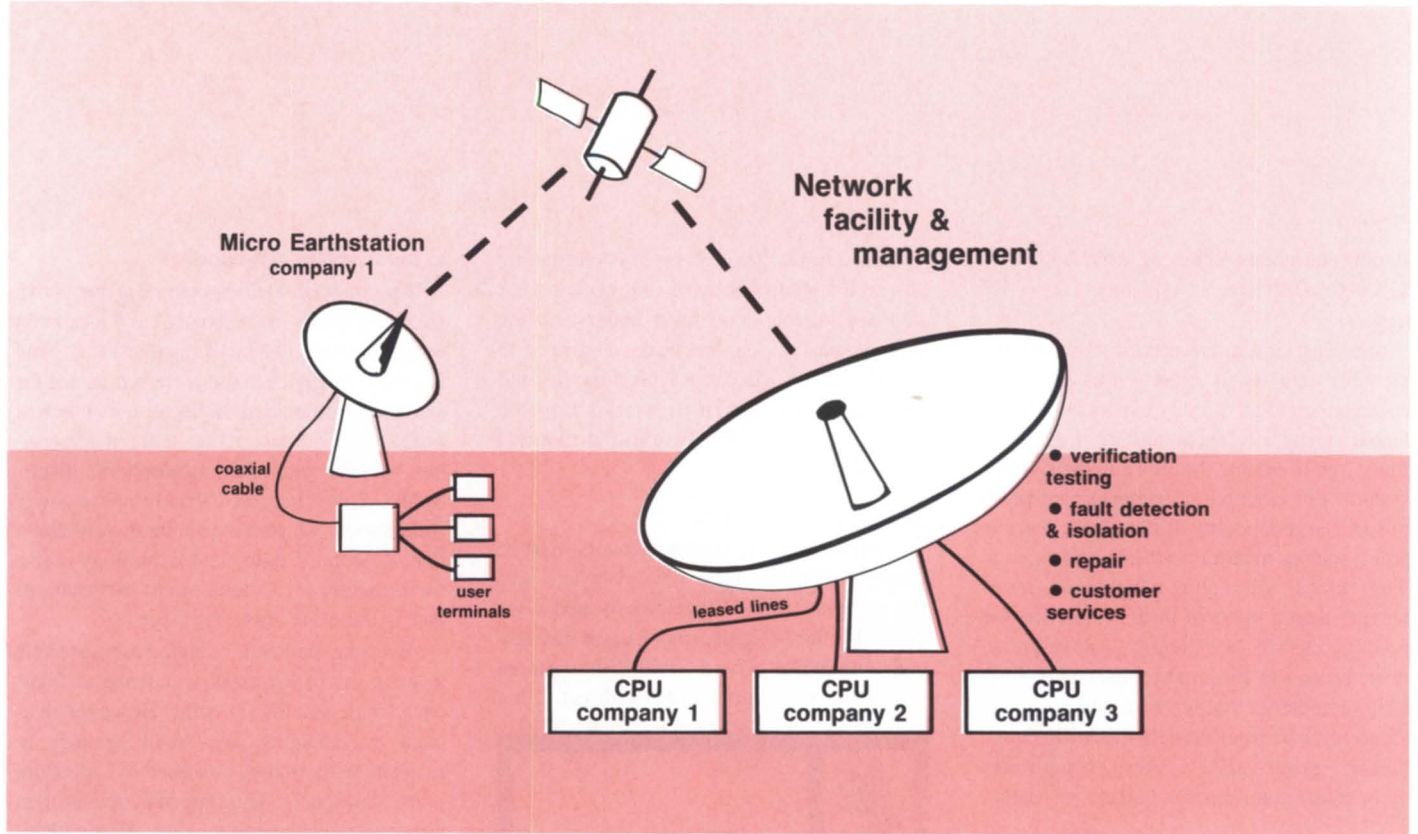 Network
facility &
management
Micro Earthstation
company 1
coaxial
cable
user
terminals
● verification
testing
● fault detection
& isolation
● repair
● customer
services
leased lines
CPU
company 1
CPU
company 2
CPU
company 3